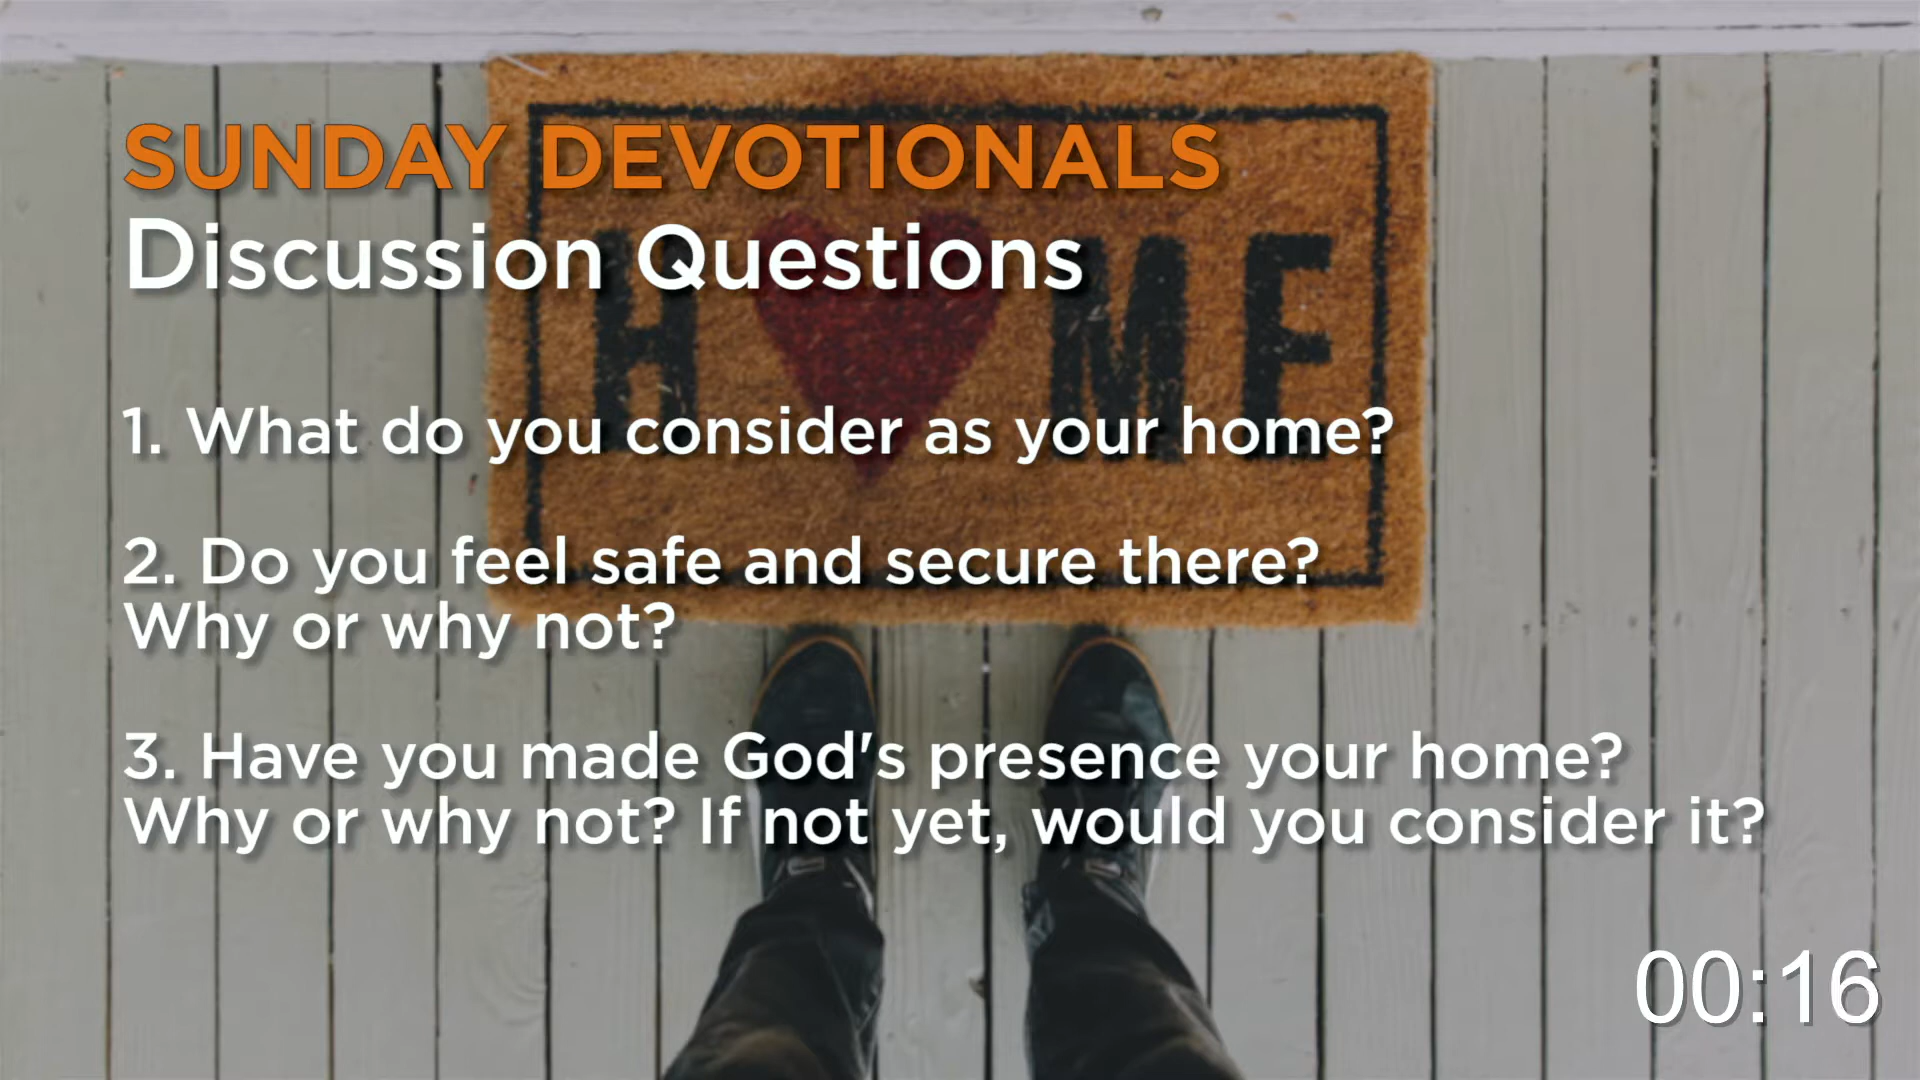 SUNDAY DEVOTIONALS
Discussion Questions
H ME
1. What do you consider as your home?
2. Do you feel safe and secure there?
Why or why not?
3. Have you made God's presence your home?
Why or why not? If not yet, would you consider it?
00:16